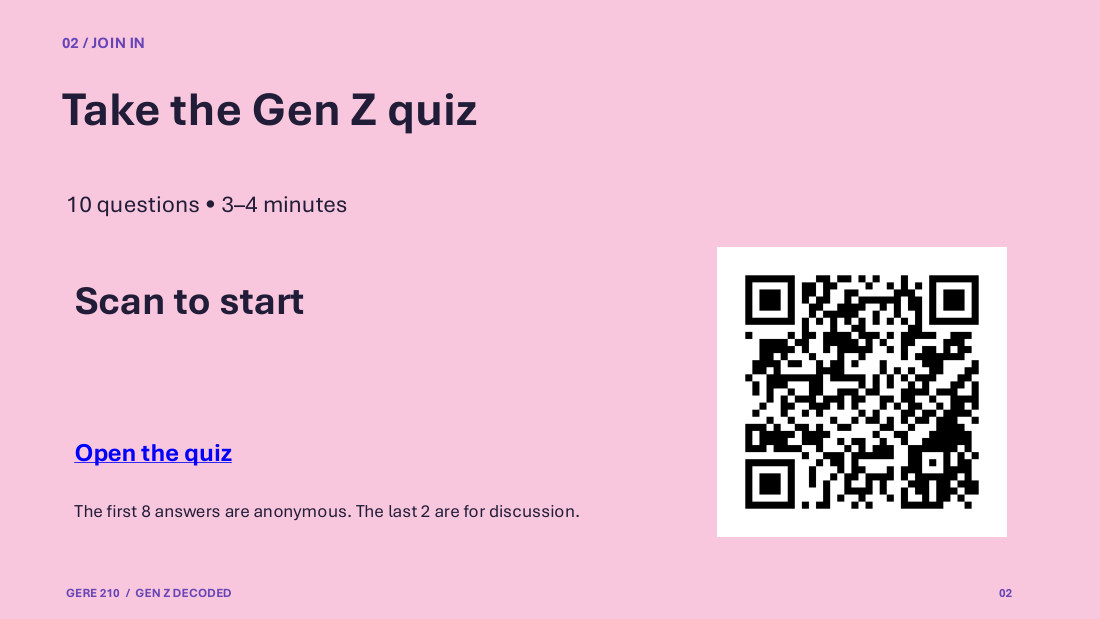 02 / JOIN IN
Take the Gen Z quiz
10 questions • 3–4 minutes
Scan to start
Open the quiz
The first 8 answers are anonymous. The last 2 are for discussion.
GERE 210 / GEN Z DECODED
02